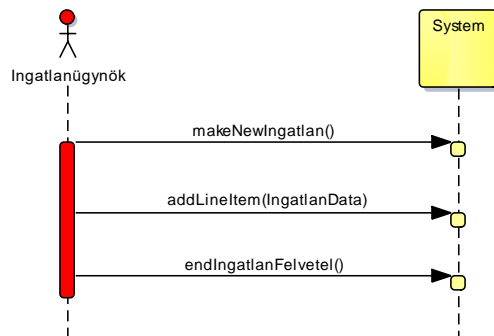 System
Ingatlanügynök
makeNewIngatlan()
addLineItem(IngatlanData)
endIngatlanFelvetel()